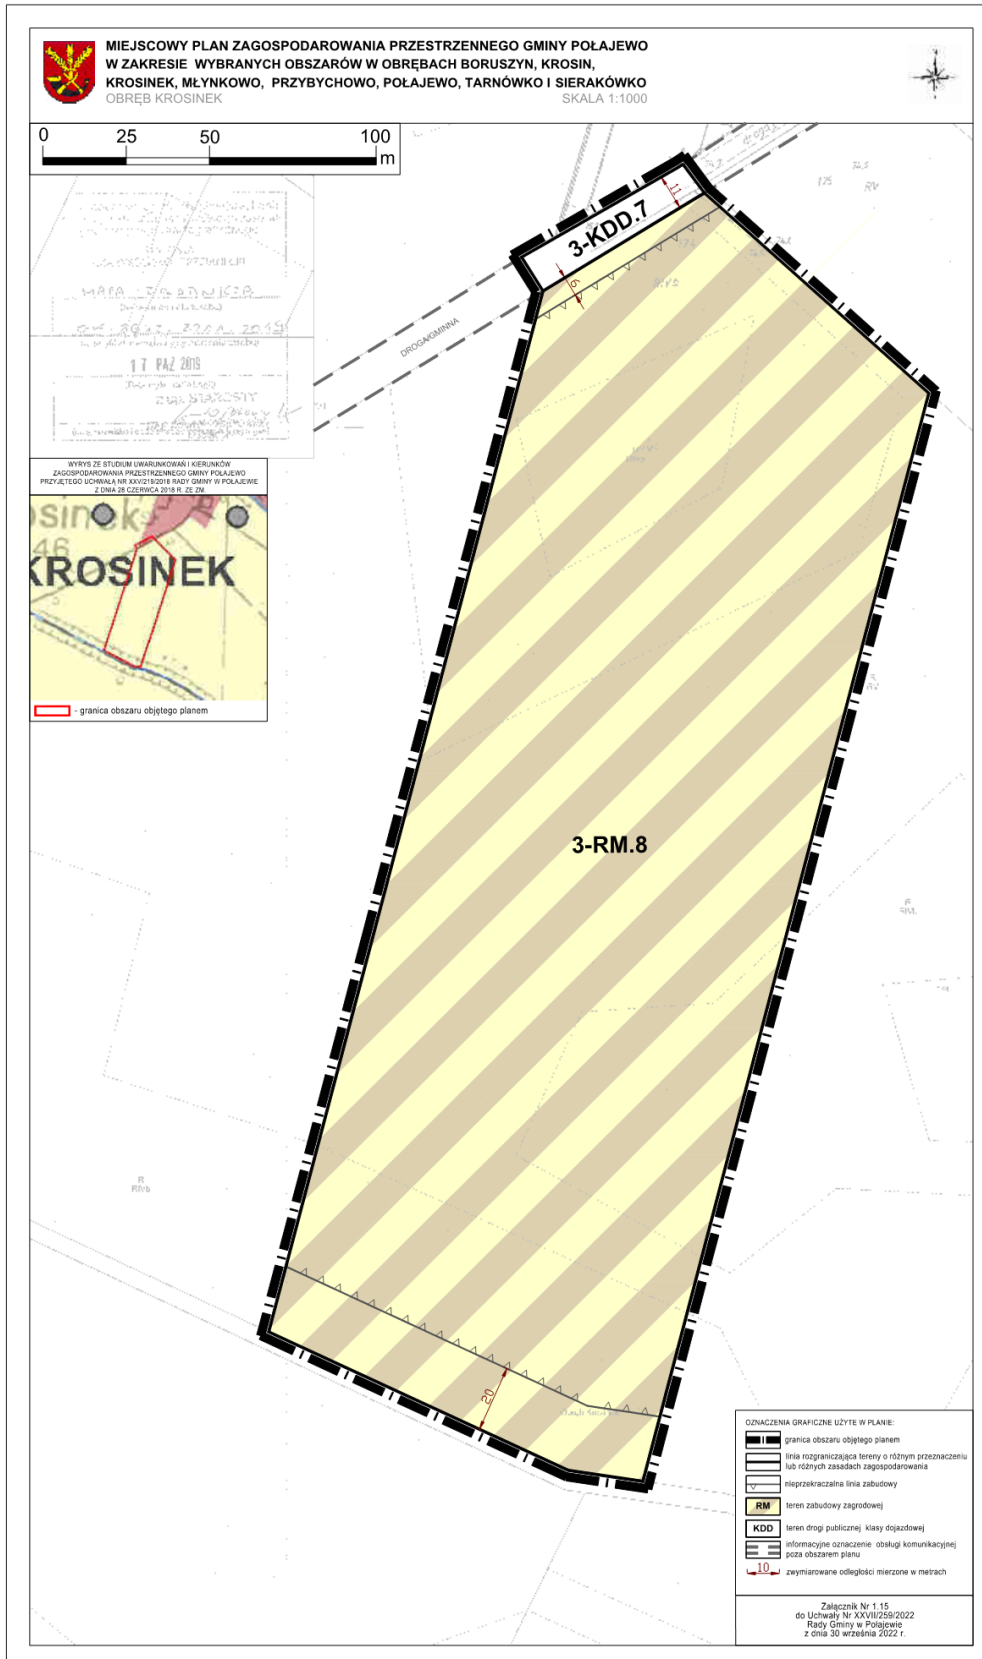 MIEJSCOWY PLAN ZAGOSPODAROWANIA PRZESTRZENNEGO GMINY POŁAJEWO
W ZAKRESIE WYBRANYCH OBSZARÓW W OBRĘBACH BORUSZYN, KROSIN,
KROSINEK, MŁYNKOWO, PRZYBYCHOWO, POŁAJEWO, TARNÓWKO I SIERAKÓWKO
OBRĘB KROSINEK SKALA 1:1000
0 25 50 100
m
175
RV
11
3-KDD.7
6
DROGA GMINNA
17 PAŹ 2019
WYRYS ZE STUDIUM UWARUNKOWAŃ I KIERUNKÓW
ZAGOSPODAROWANIA PRZESTRZENNEGO GMINY POŁAJEWO
PRZYJĘTEGO UCHWAŁĄ NR XXV/219/2018 RADY GMINY W POŁAJEWIE
Z DNIA 28 CZERWCA 2018 R. ZE ZM.
osinek
46
KROSINEK
- granica obszaru objętego planem
3-RM.8
R
R
20
OZNACZENIA GRAFICZNE UŻYTE W PLANIE:
granica obszaru objętego planem
linia rozgraniczająca tereny o różnym przeznaczeniu
lub różnych zasadach zagospodarowania
nieprzekraczalna linia zabudowy
RM teren zabudowy zagrodowej
KDD teren drogi publicznej klasy dojazdowej
informacyjne oznaczenie obsługi komunikacyjnej
poza obszarem planu
10 zwymiarowane odległości mierzone w metrach
Załącznik Nr 1.15
do Uchwały Nr XXVII/259/2022
Rady Gminy w Połajewie
z dnia 30 września 2022 r.